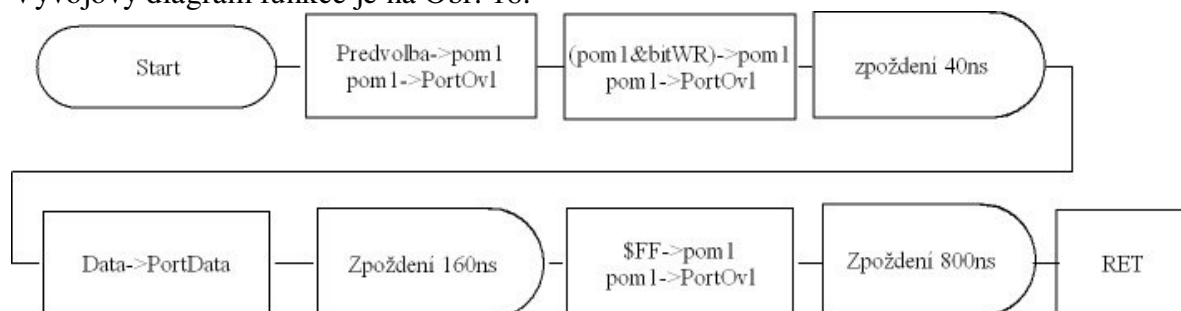 Vývojový diagram funkce je na Obr. 18.
Start
Predvolba->pom1
pom1->PortOvl
(pom1&bitWR)->pom1
pom1->PortOvl
zpoždení 40ns
Data->PortData
Zpoždení 160ns
$FF->pom1
pom1->PortOvl
Zpoždení 800ns
RET